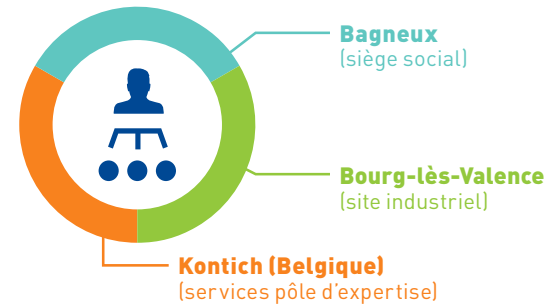 Bagneux
(siège social)
Bourg-lès-Valence
(site industriel)
Kontich (Belgique)
(services pôle d'expertise)